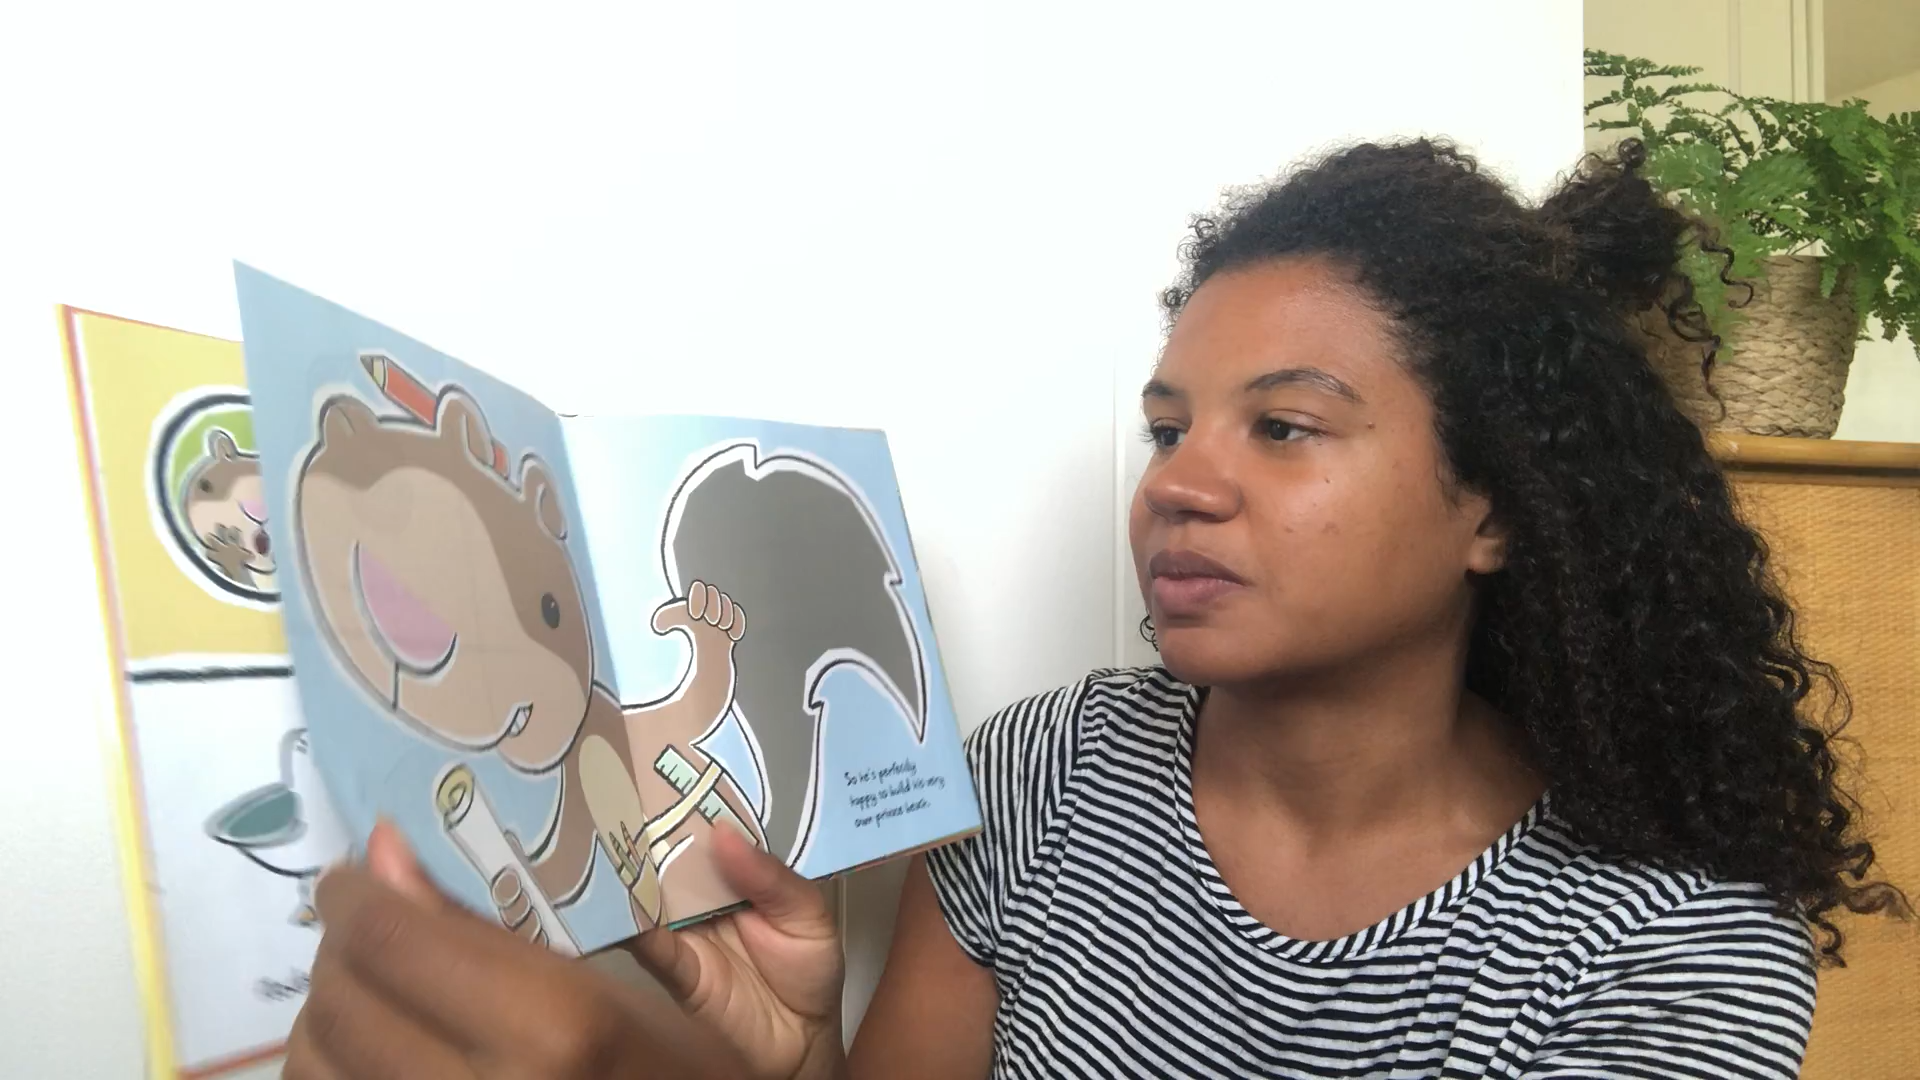 So he's perfectly
happy to build his very
own private beach.